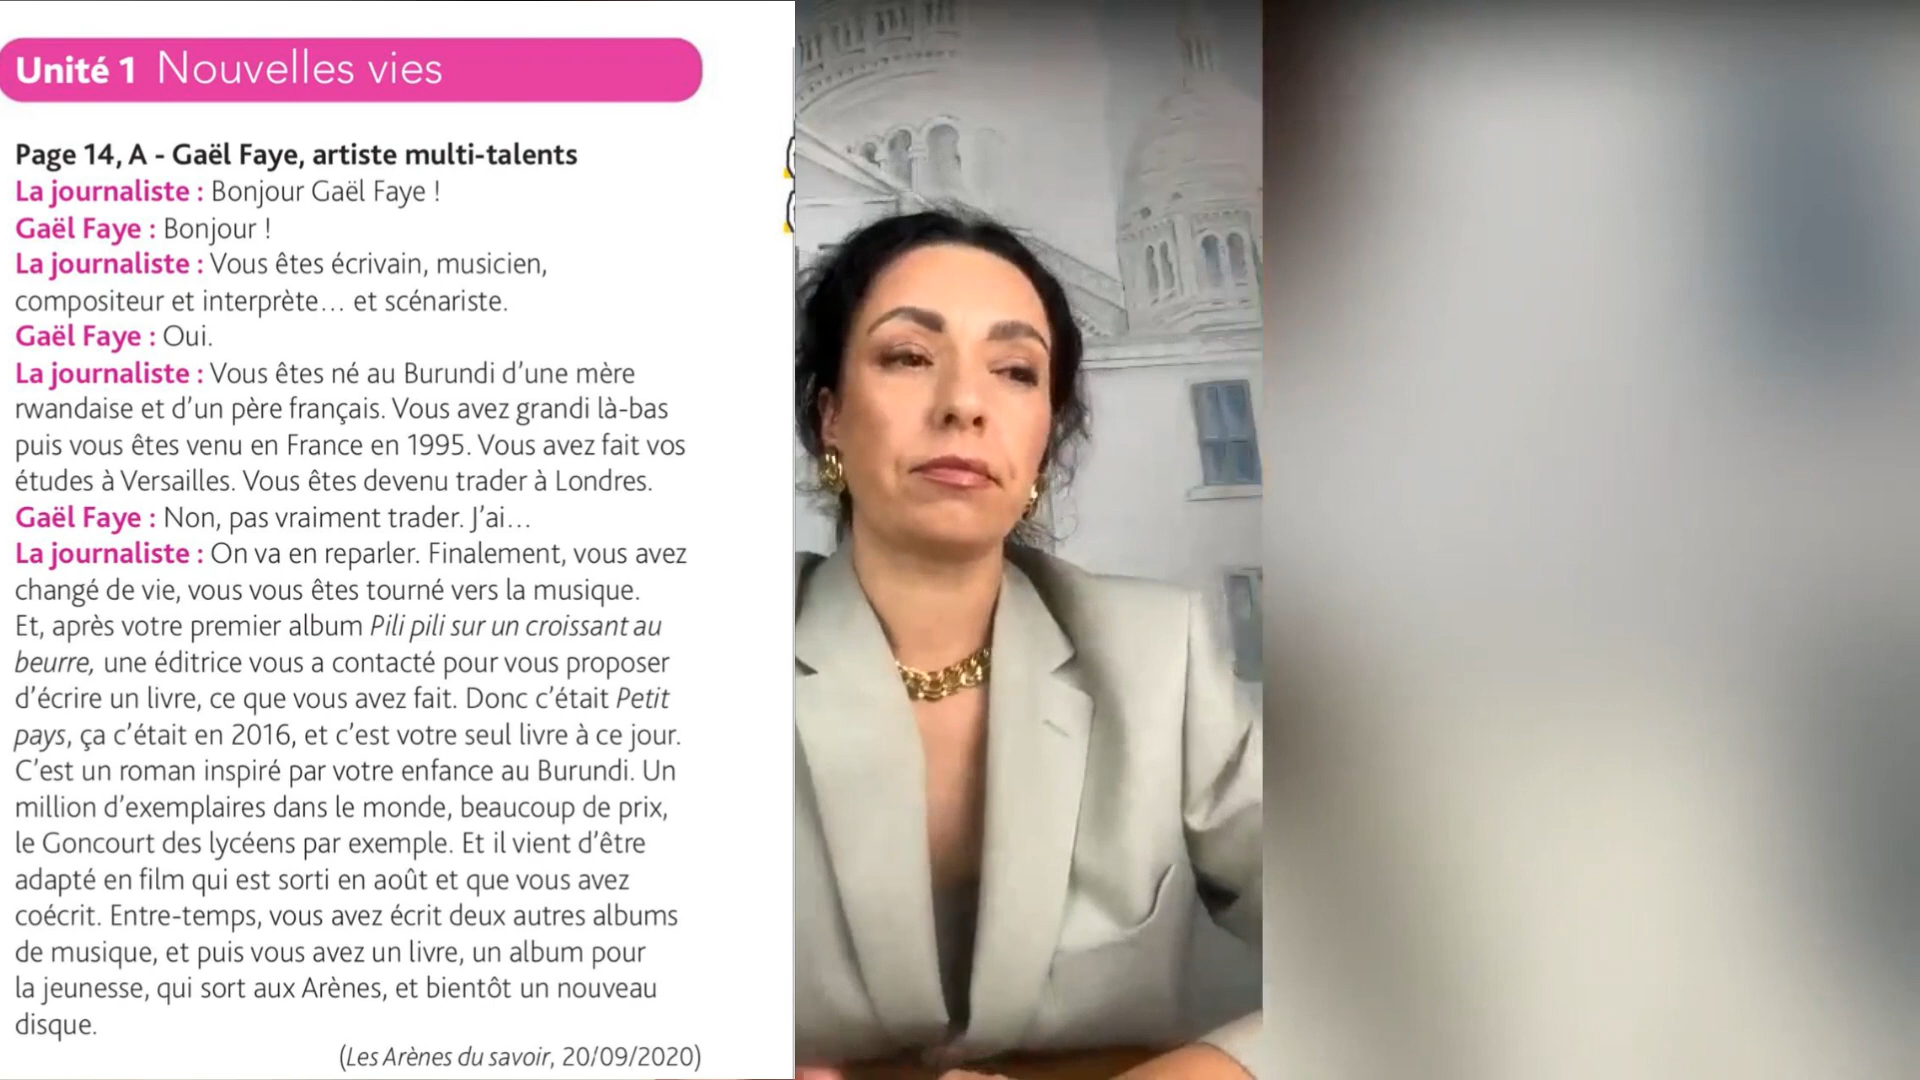 Unité 1 Nouvelles vies
Page 14, A - Gaël Faye, artiste multi-talents
La journaliste : Bonjour Gaël Faye !
Gaël Faye : Bonjour !
La journaliste : Vous êtes écrivain, musicien,
compositeur et interprète… et scénariste.
Gaël Faye : Oui.
La journaliste : Vous êtes né au Burundi d’une mère
rwandaise et d’un père français. Vous avez grandi là-bas
puis vous êtes venu en France en 1995. Vous avez fait vos
études à Versailles. Vous êtes devenu trader à Londres.
Gaël Faye : Non, pas vraiment trader. J’ai…
La journaliste : On va en reparler. Finalement, vous avez
changé de vie, vous vous êtes tourné vers la musique.
Et, après votre premier album Pili pili sur un croissant au
beurre, une éditrice vous a contacté pour vous proposer
d’écrire un livre, ce que vous avez fait. Donc c’était Petit
pays, ça c’était en 2016, et c’est votre seul livre à ce jour.
C’est un roman inspiré par votre enfance au Burundi. Un
million d’exemplaires dans le monde, beaucoup de prix,
le Goncourt des lycéens par exemple. Et il vient d’être
adapté en film qui est sorti en août et que vous avez
coécrit. Entre-temps, vous avez écrit deux autres albums
de musique, et puis vous avez un livre, un album pour
la jeunesse, qui sort aux Arènes, et bientôt un nouveau
disque.
(Les Arènes du savoir, 20/09/2020)